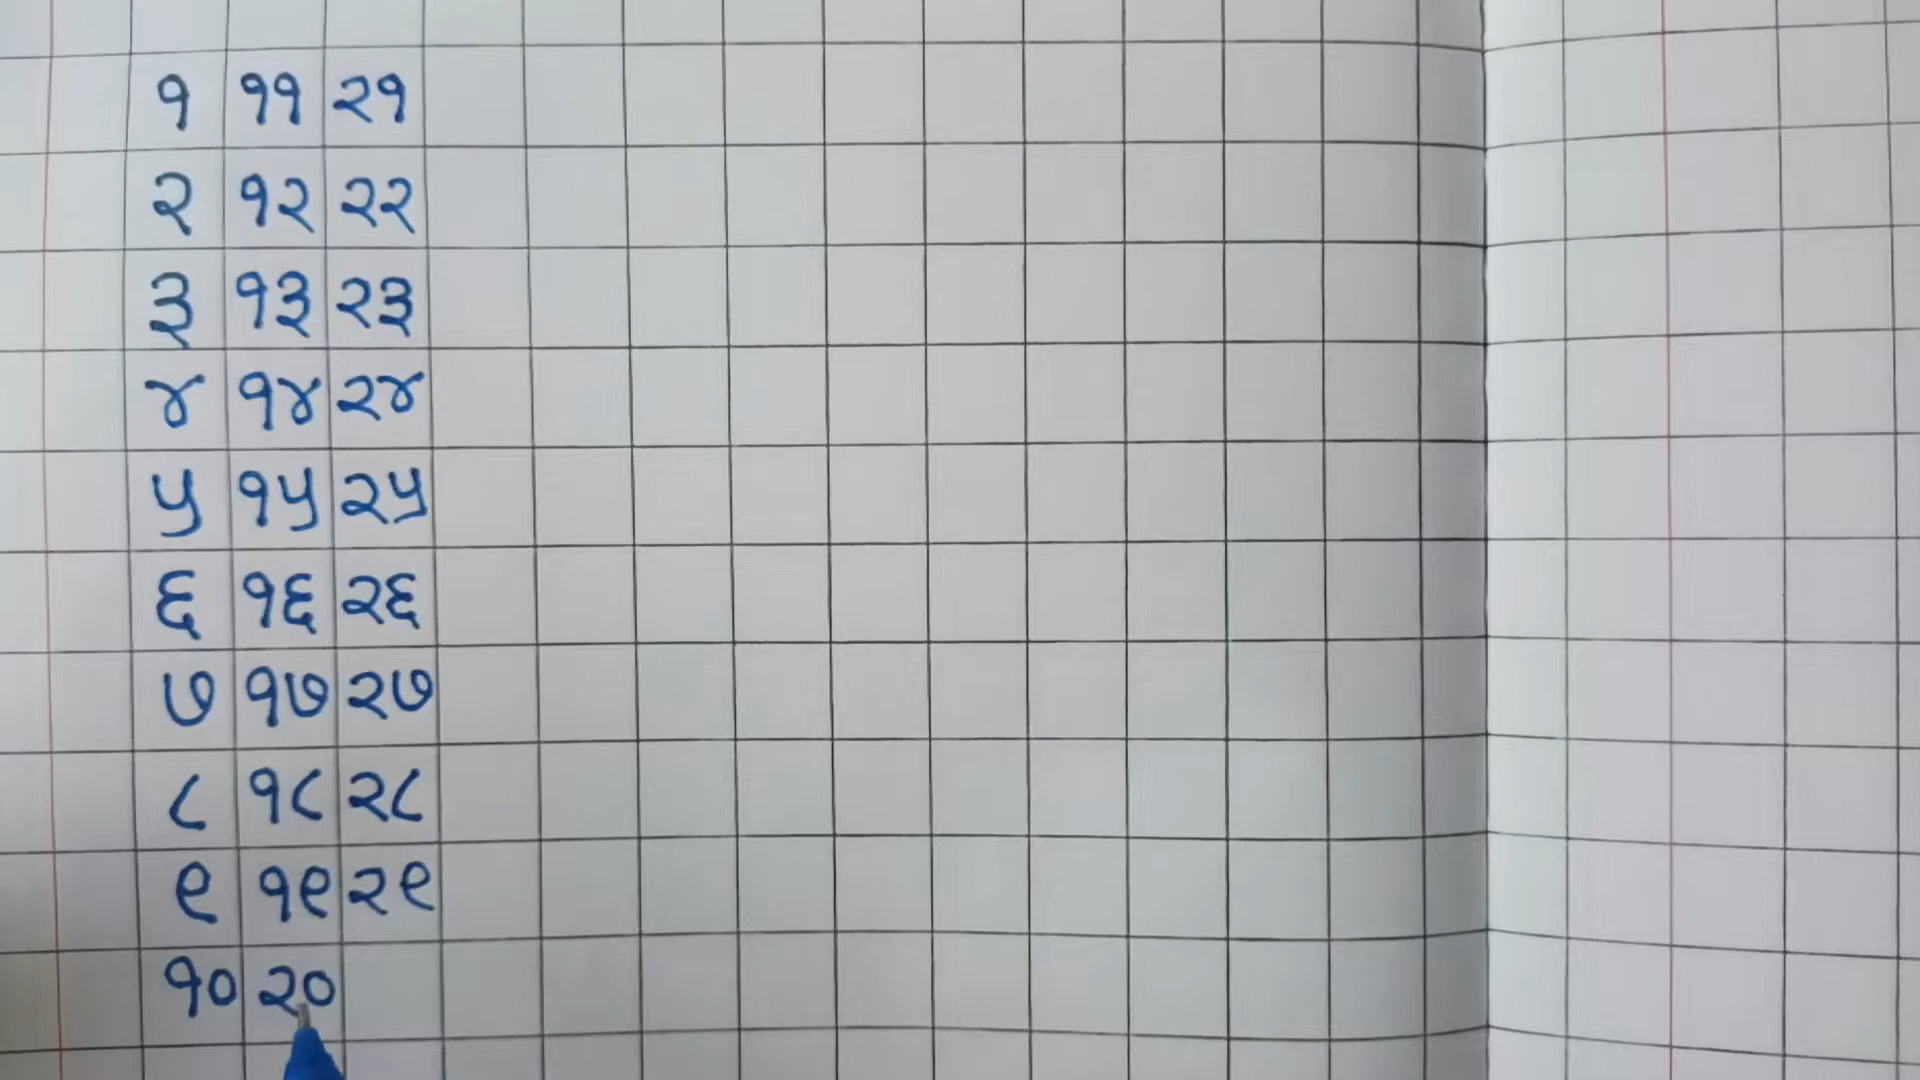 १ ११ २१
२ १२ २२
३ १३ २३
४ १४ २४
५ १५ २५
६ १६ २६
७ १७ २७
८ १८ २८
९ १९ २९
१० २०